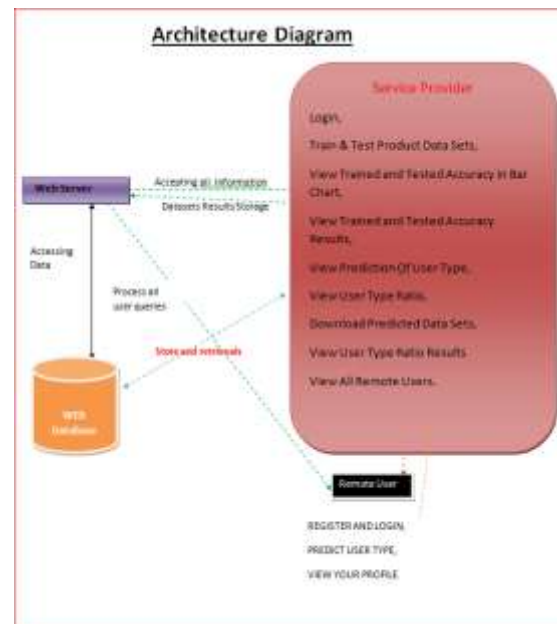 Architecture Diagram
Service Provider
Login,
Train & Test Product Data Sets,
View Trained and Tested Accuracy in Bar
Chart,
View Trained and Tested Accuracy
Results,
View Prediction Of User Type,
View User Type Ratio,
Download Predicted Data Sets,
View User Type Ratio Results
View All Remote Users.
Accepting all Information
Web Server
Datasets Results Storage
Accessing
Data
Process all
user queries
Store and retrievals
WEB
Database
Remote User
REGISTER AND LOGIN,
PREDICT USER TYPE,
VIEW YOUR PROFILE